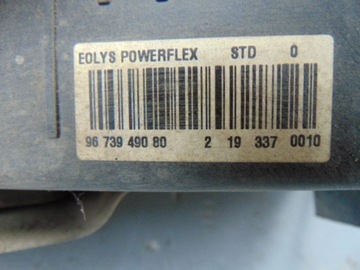 EOLYS POWERFLEX STD 0
96 739 490 80 2 19 337 0010